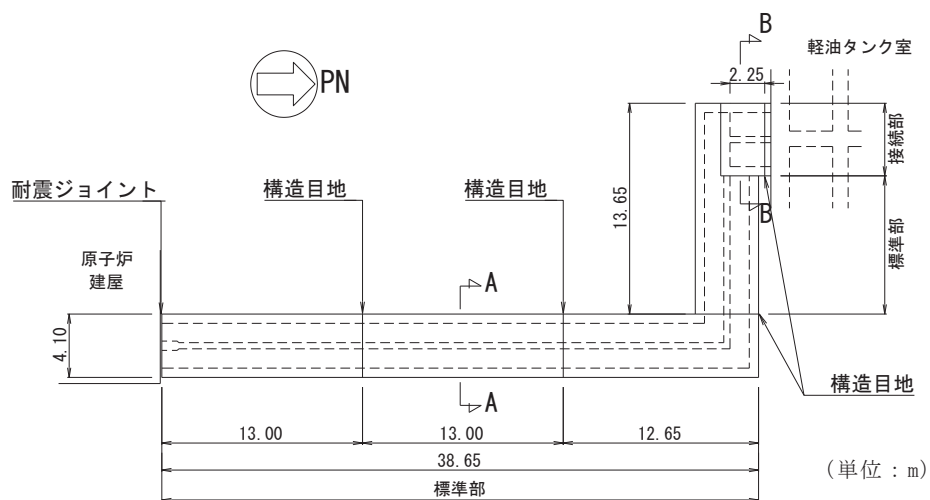 B
軽油タンク室
2.25
PN
接続部
耐震ジョイント
構造目地
構造目地
13.65
B
標準部
原子炉
建屋
A
4.10
構造目地
A
13.00
13.00
12.65
38.65
(単位：m)
標準部